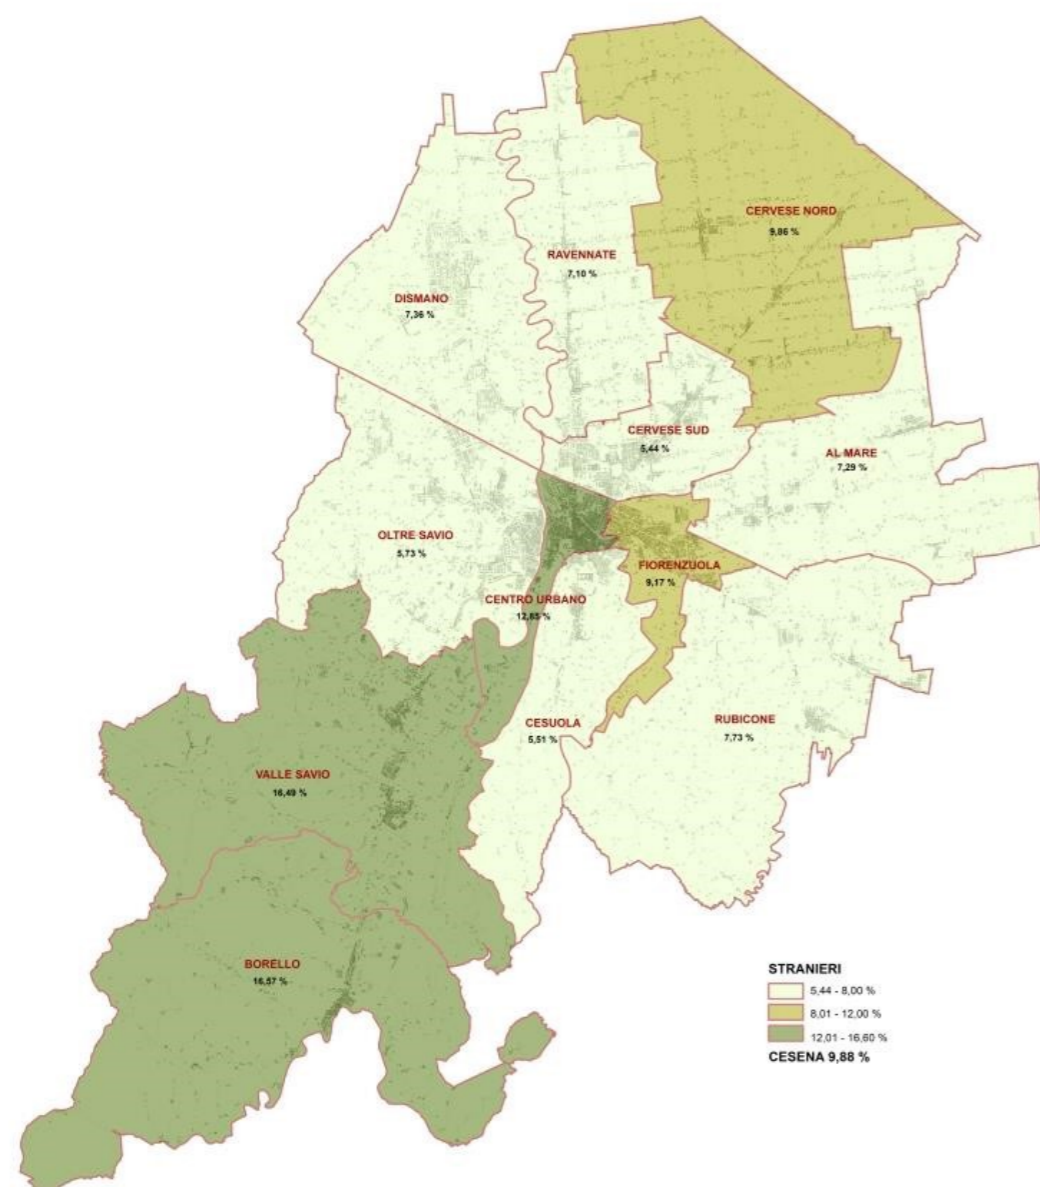 CERVESE NORD
9,86 %
RAVENNATE
7,10 %
DISMANO
7,36 %
CERVESE SUD
5,44 %
AL MARE
7,29 %
OLTRE SAVIO
5,73 %
FIORENZUOLA
9,17 %
CENTRO URBANO
12,65 %
CESUOLA
5,51 %
RUBICONE
7,73 %
VALLE SAVIO
16,49 %
BORELLO
16,57 %
STRANIERI
5,44 - 8,00 %
8,01 - 12,00 %
12,01 - 16,60 %
CESENA 9,88 %